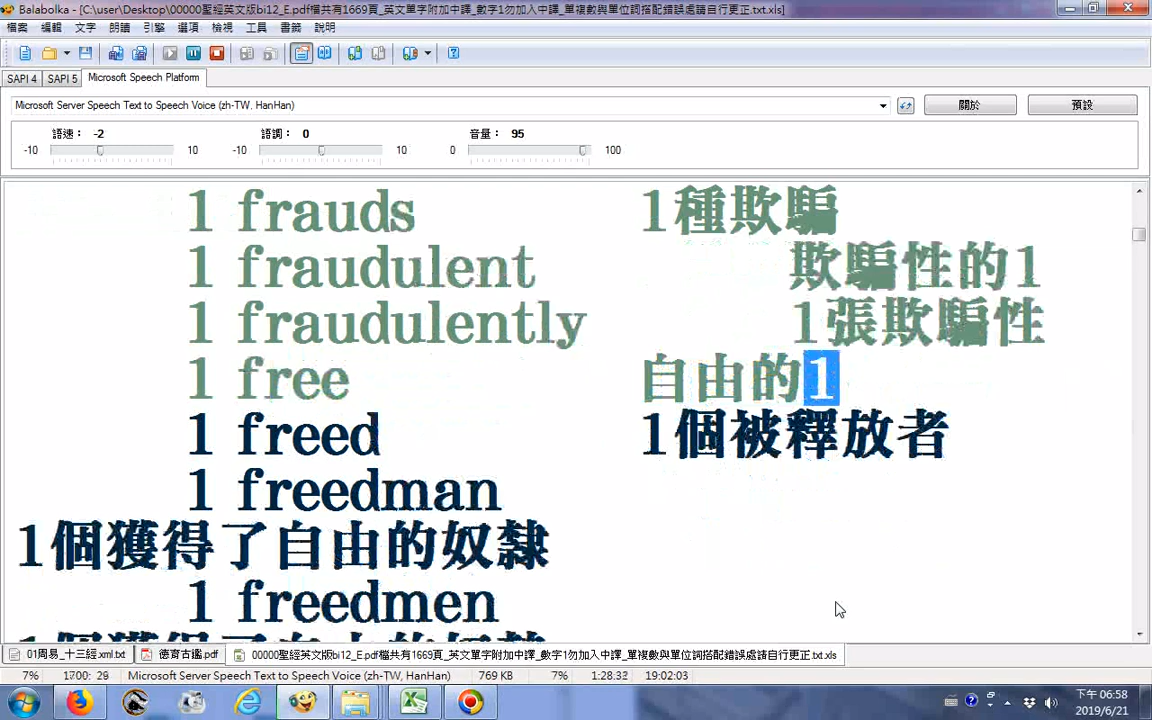 Balabolka - [C:\user\Desktop\00000聖經英文版bi12_E.pdf檔共有1669頁_英文單字附加中譯_數字1勿加入中譯_單複數與單位詞搭配錯誤處請自行更正.txt.xls]
檔案 編輯 文字 朗讀 引擎 選項 檢視 工具 書籤 說明
SAPI 4 SAPI 5 Microsoft Speech Platform
Microsoft Server Speech Text to Speech Voice (zh-TW, HanHan) 關於 預設
語速： -2 語調： 0 音量： 95
-10 10 -10 10 0 100
1 frauds 1種欺騙
1 fraudulent 欺騙性的1
1 fraudulently 1張欺騙性
1 free 自由的1
1 freed 1個被釋放者
1 freedman
1個獲得了自由的奴隸
1 freedmen
1個獲得了自由的奴隸
01周易_十三經.xml.txt 德育古鑑.pdf 00000聖經英文版bi12_E.pdf檔共有1669頁_英文單字附加中譯_數字1勿加入中譯_單複數與單位詞搭配錯誤處請自行更正.txt.xls
7% 1700: 29 Microsoft Server Speech Text to Speech Voice (zh-TW, HanHan) 769 KB 7% 1:28:32 19:02:03
下午 06:58
2019/6/21